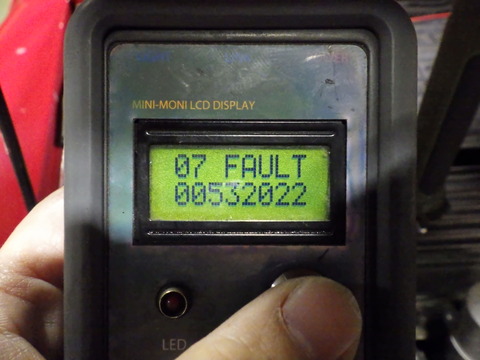 MINI-MONI LCD DISPLAY
07 FAULT
00532022
LED